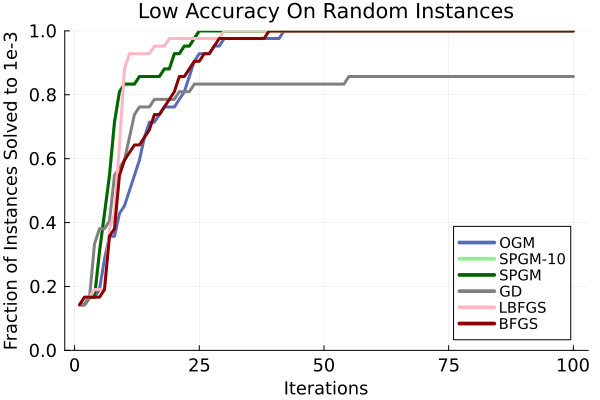 Low Accuracy On Random Instances
Fraction of Instances Solved to 1e-3
1.0
0.8
0.6
0.4
0.2
0.0
0
25
50
75
100
Iterations
OGM
SPGM-10
SPGM
GD
LBFGS
BFGS